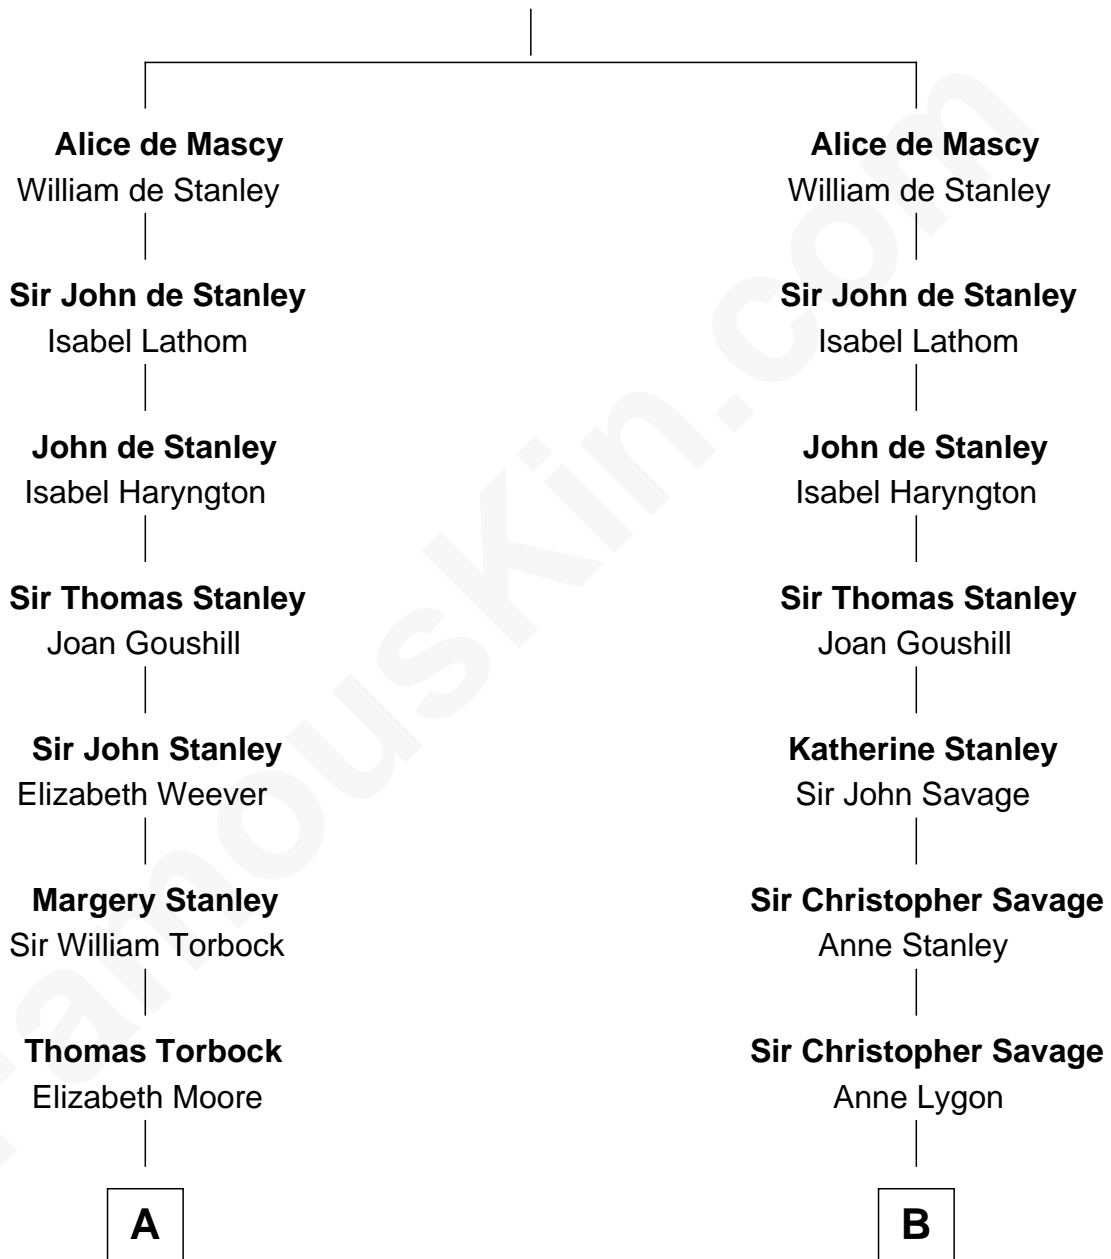 Alice de Mascy
William de Stanley
Sir John de Stanley
Isabel Lathom
John de Stanley
Isabel Haryngton
Sir Thomas Stanley
Joan Goushill
Sir John Stanley
Elizabeth Weever
Margery Stanley
Sir William Torbock
Thomas Torbock
Elizabeth Moore
A
Alice de Mascy
William de Stanley
Sir John de Stanley
Isabel Lathom
John de Stanley
Isabel Haryngton
Sir Thomas Stanley
Joan Goushill
Katherine Stanley
Sir John Savage
Sir Christopher Savage
Anne Stanley
Sir Christopher Savage
Anne Lygon
B
FamousKin.com